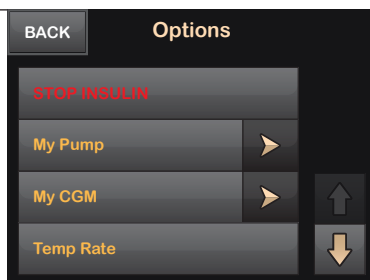 BACK
Options
STOP INSULIN
My Pump
My CGM
Temp Rate